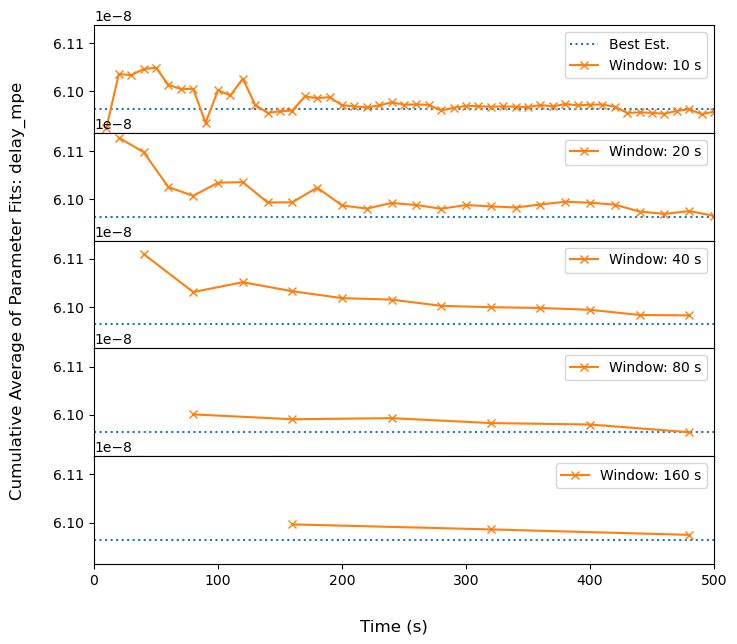 1e−8
6.11
6.10
Best Est.
Window: 10 s
1e−8
6.11
6.10
Window: 20 s
1e−8
6.11
6.10
Window: 40 s
1e−8
6.11
6.10
Window: 80 s
1e−8
6.11
6.10
Window: 160 s
0 100 200 300 400 500
Time (s)
Cumulative Average of Parameter Fits: delay_mpe